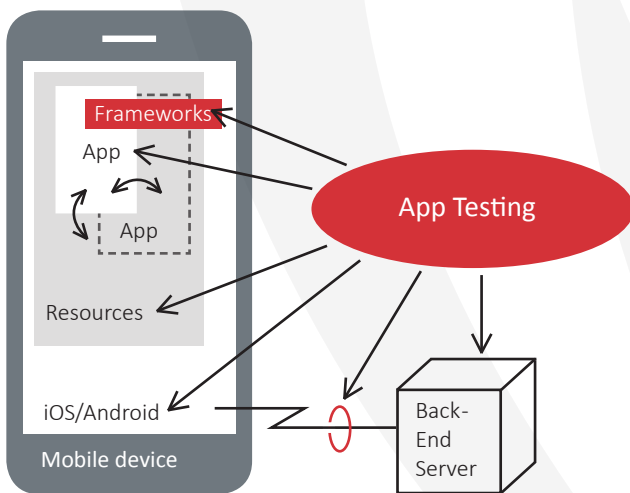 Frameworks
App
App Testing
App
Resources
iOS/Android
Back-
End
Server
Mobile device